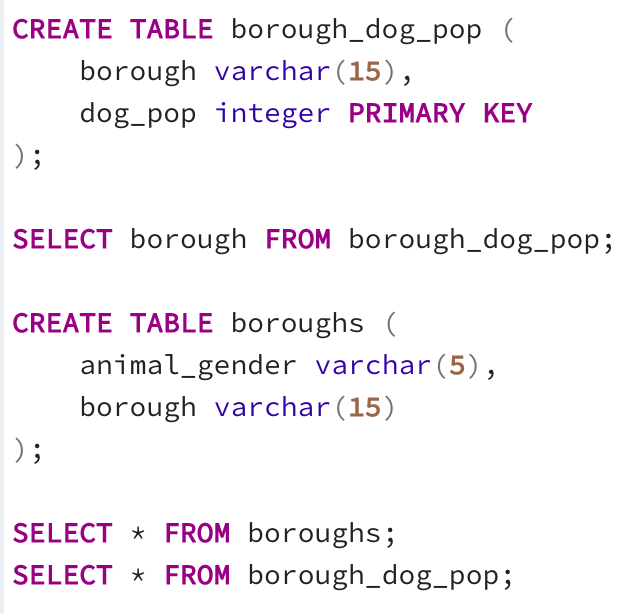 CREATE TABLE borough_dog_pop (
    borough varchar(15),
    dog_pop integer PRIMARY KEY
);

SELECT borough FROM borough_dog_pop;

CREATE TABLE boroughs (
    animal_gender varchar(5),
    borough varchar(15)
);

SELECT * FROM boroughs;
SELECT * FROM borough_dog_pop;